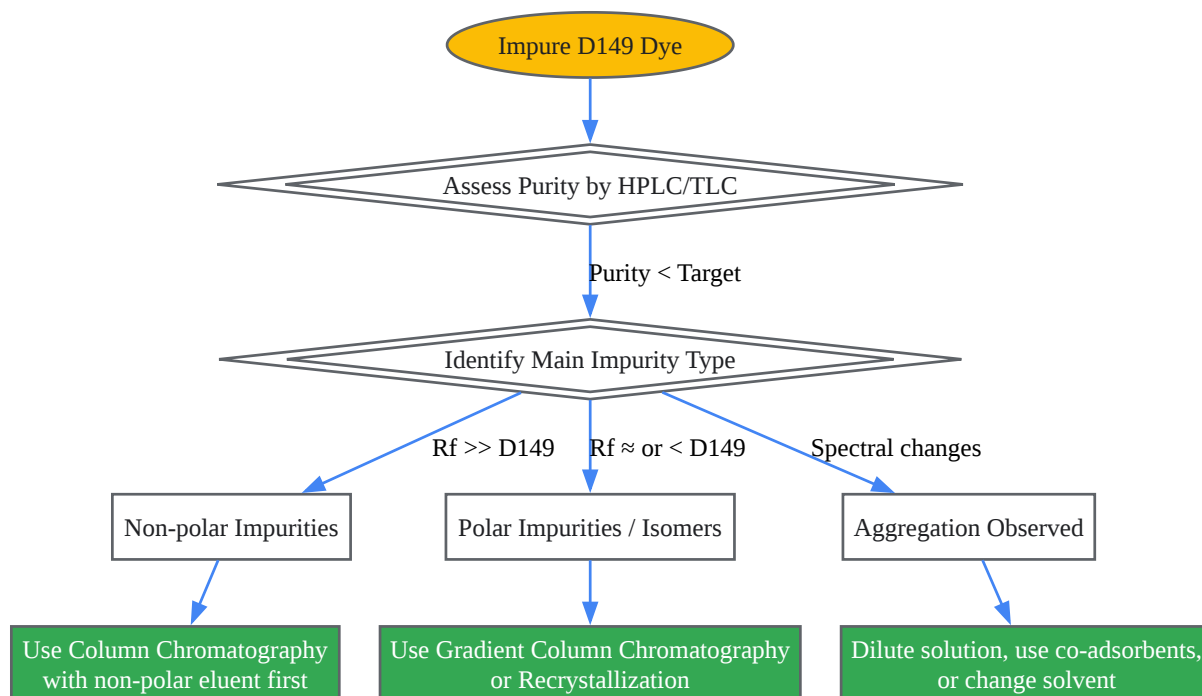 Impure D149 Dye
Assess Purity by HPLC/TLC
Purity < Target
Identify Main Impurity Type
Rf >> D149
Rf ≈ or < D149
Spectral changes
Non-polar Impurities
Polar Impurities / Isomers
Aggregation Observed
Use Column Chromatography
with non-polar eluent first
Use Gradient Column Chromatography
or Recrystallization
Dilute solution, use co-adsorbents,
or change solvent